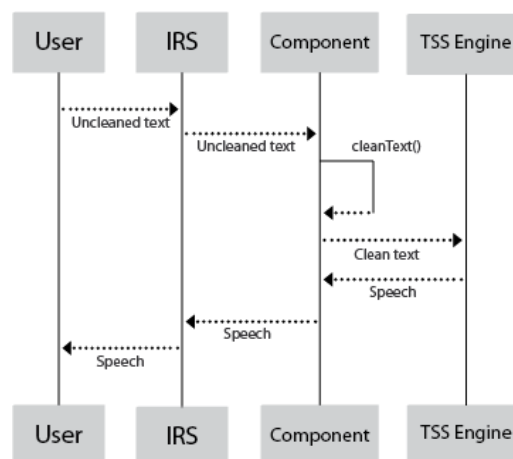 User
IRS
Component
TSS Engine
Uncleaned text
Uncleaned text
cleanText()
Clean text
Speech
Speech
Speech
User
IRS
Component
TSS Engine